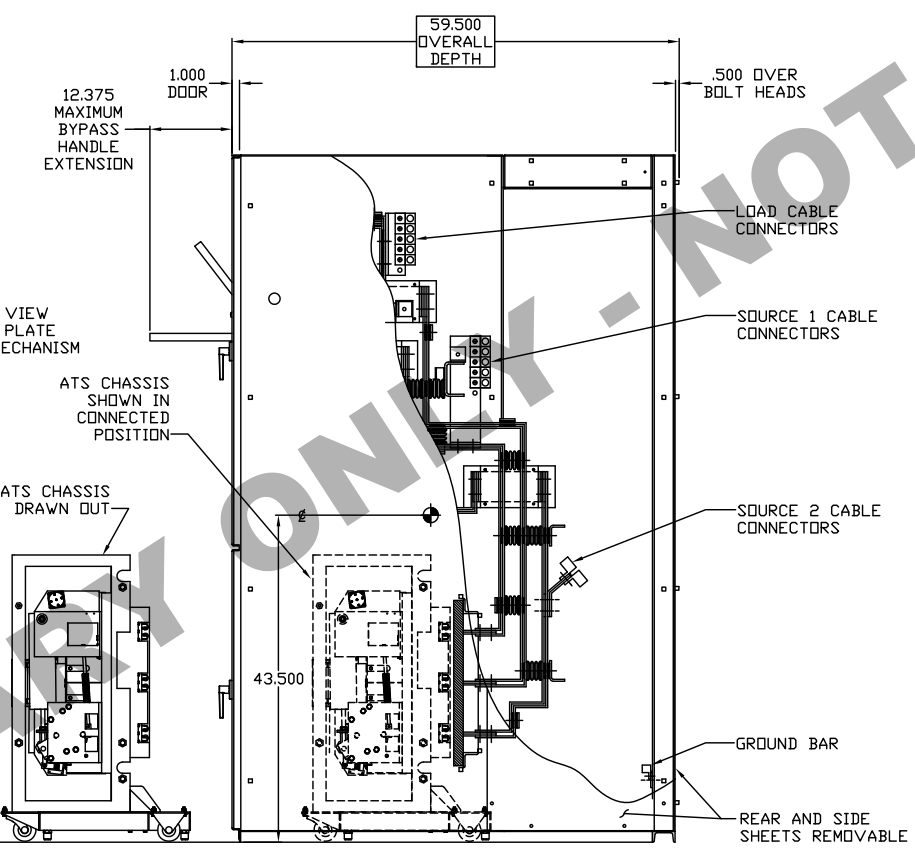 59.500
OVERALL
DEPTH
1.000
DOOR
.500 OVER
BOLT HEADS
12.375
MAXIMUM
BYPASS
HANDLE
EXTENSION
LOAD CABLE
CONNECTORS
VIEW
PLATE
ECHANISM
SOURCE 1 CABLE
CONNECTORS
ATS CHASSIS
SHOWN IN
CONNECTED
POSITION
ATS CHASSIS
DRAWN OUT
SOURCE 2 CABLE
CONNECTORS
43.500
GROUND BAR
REAR AND SIDE
SHEETS REMOVABLE
ARY ONLY - NOT